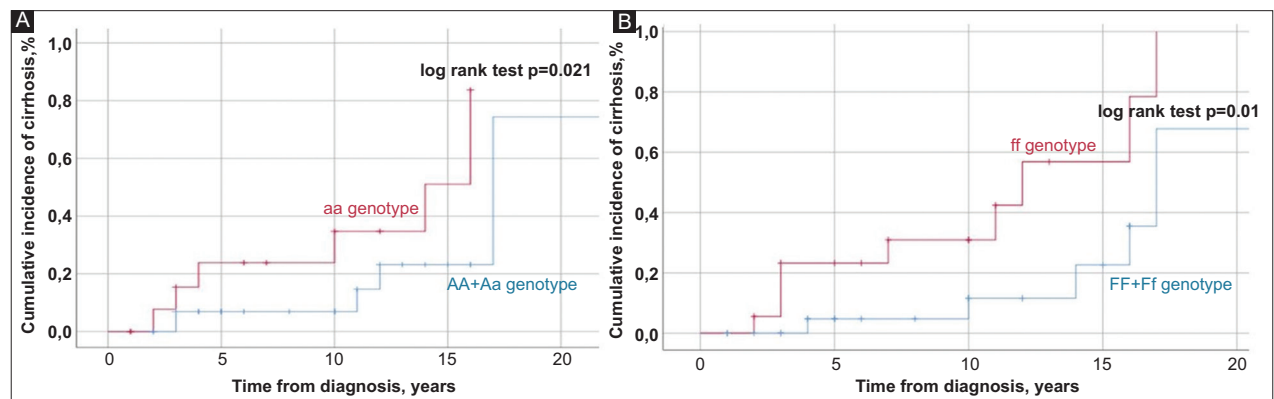 A
Cumulative incidence of cirrhosis,%
1,0
0,8
0,6
0,4
0,2
0,0
log rank test p=0.021
aa genotype
AA+Aa genotype
0 5 10 15 20
Time from diagnosis, years
B
Cumulative incidence of cirrhosis,%
1,0
0,8
0,6
0,4
0,2
0,0
log rank test p=0.01
ff genotype
FF+Ff genotype
0 5 10 15 20
Time from diagnosis, years